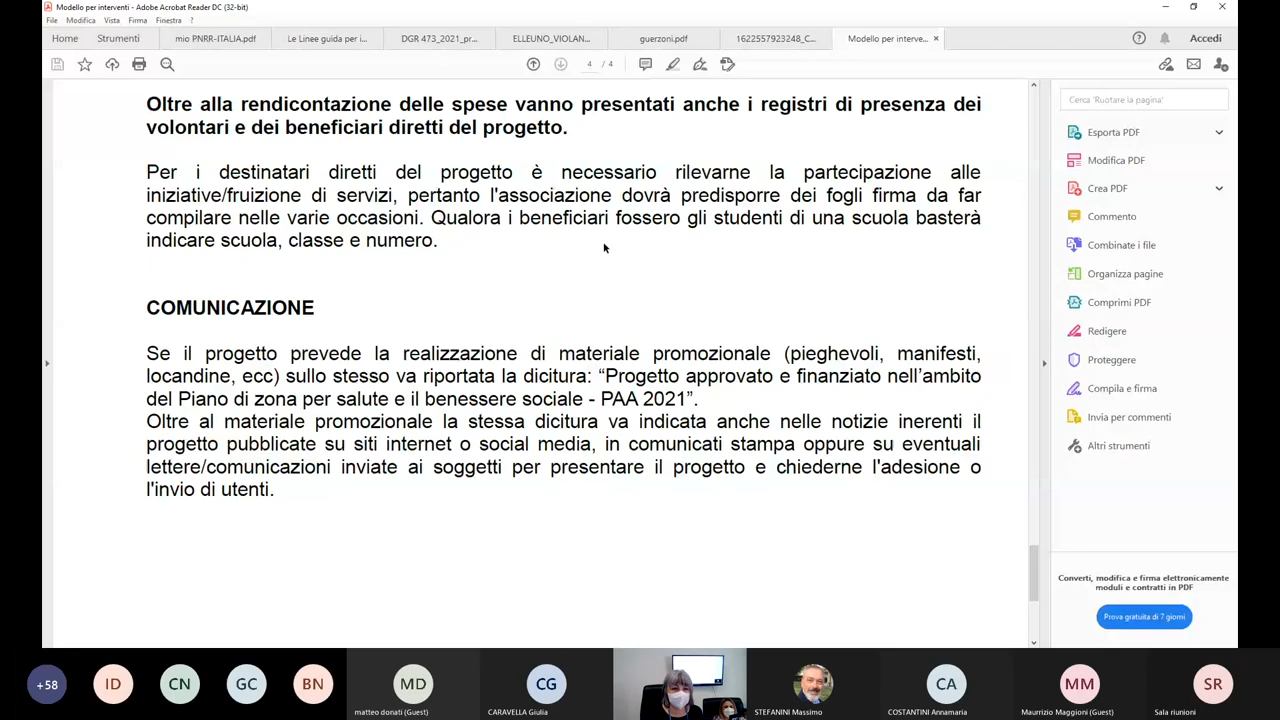 Modello per interventi - Adobe Acrobat Reader DC (32-bit)
File Modifica Vista Firma Finestra ?
Home Strumenti mio PNRR-ITALIA.pdf Le Linee guida per i... DGR 473_2021_pr... ELLEUNO_VIOLAN... guerzoni.pdf 1622557923248_C... Modello per interve... × Accedi
4 / 4
Oltre alla rendicontazione delle spese vanno presentati anche i registri di presenza dei
volontari e dei beneficiari diretti del progetto.
Per i destinatari diretti del progetto è necessario rilevarne la partecipazione alle
iniziative/fruizione di servizi, pertanto l'associazione dovrà predisporre dei fogli firma da far
compilare nelle varie occasioni. Qualora i beneficiari fossero gli studenti di una scuola basterà
indicare scuola, classe e numero.
COMUNICAZIONE
Se il progetto prevede la realizzazione di materiale promozionale (pieghevoli, manifesti,
locandine, ecc) sullo stesso va riportata la dicitura: “Progetto approvato e finanziato nell’ambito
del Piano di zona per salute e il benessere sociale - PAA 2021”.
Oltre al materiale promozionale la stessa dicitura va indicata anche nelle notizie inerenti il
progetto pubblicate su siti internet o social media, in comunicati stampa oppure su eventuali
lettere/comunicazioni inviate ai soggetti per presentare il progetto e chiederne l'adesione o
l'invio di utenti.
Cerca 'Ruotare la pagina'
Esporta PDF
Modifica PDF
Crea PDF
Commento
Combinate i file
Organizza pagine
Comprimi PDF
Redigere
Proteggere
Compila e firma
Invia per commenti
Altri strumenti
Converti, modifica e firma elettronicamente
moduli e contratti in PDF
Prova gratuita di 7 giorni
+58 ID CN GC BN MD CG CA MM SR
matteo donati (Guest) CARAVELLA Giulia STEFANINI Massimo COSTANTINI Annamaria Maurizio Maggioni (Guest) Sala riunioni